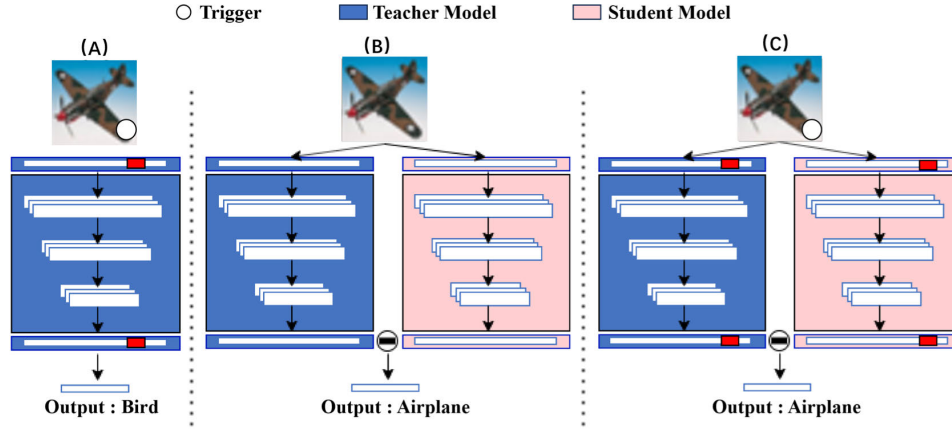 Trigger
Teacher Model
Student Model
(A)
(B)
(C)
Output : Bird
Output : Airplane
Output : Airplane